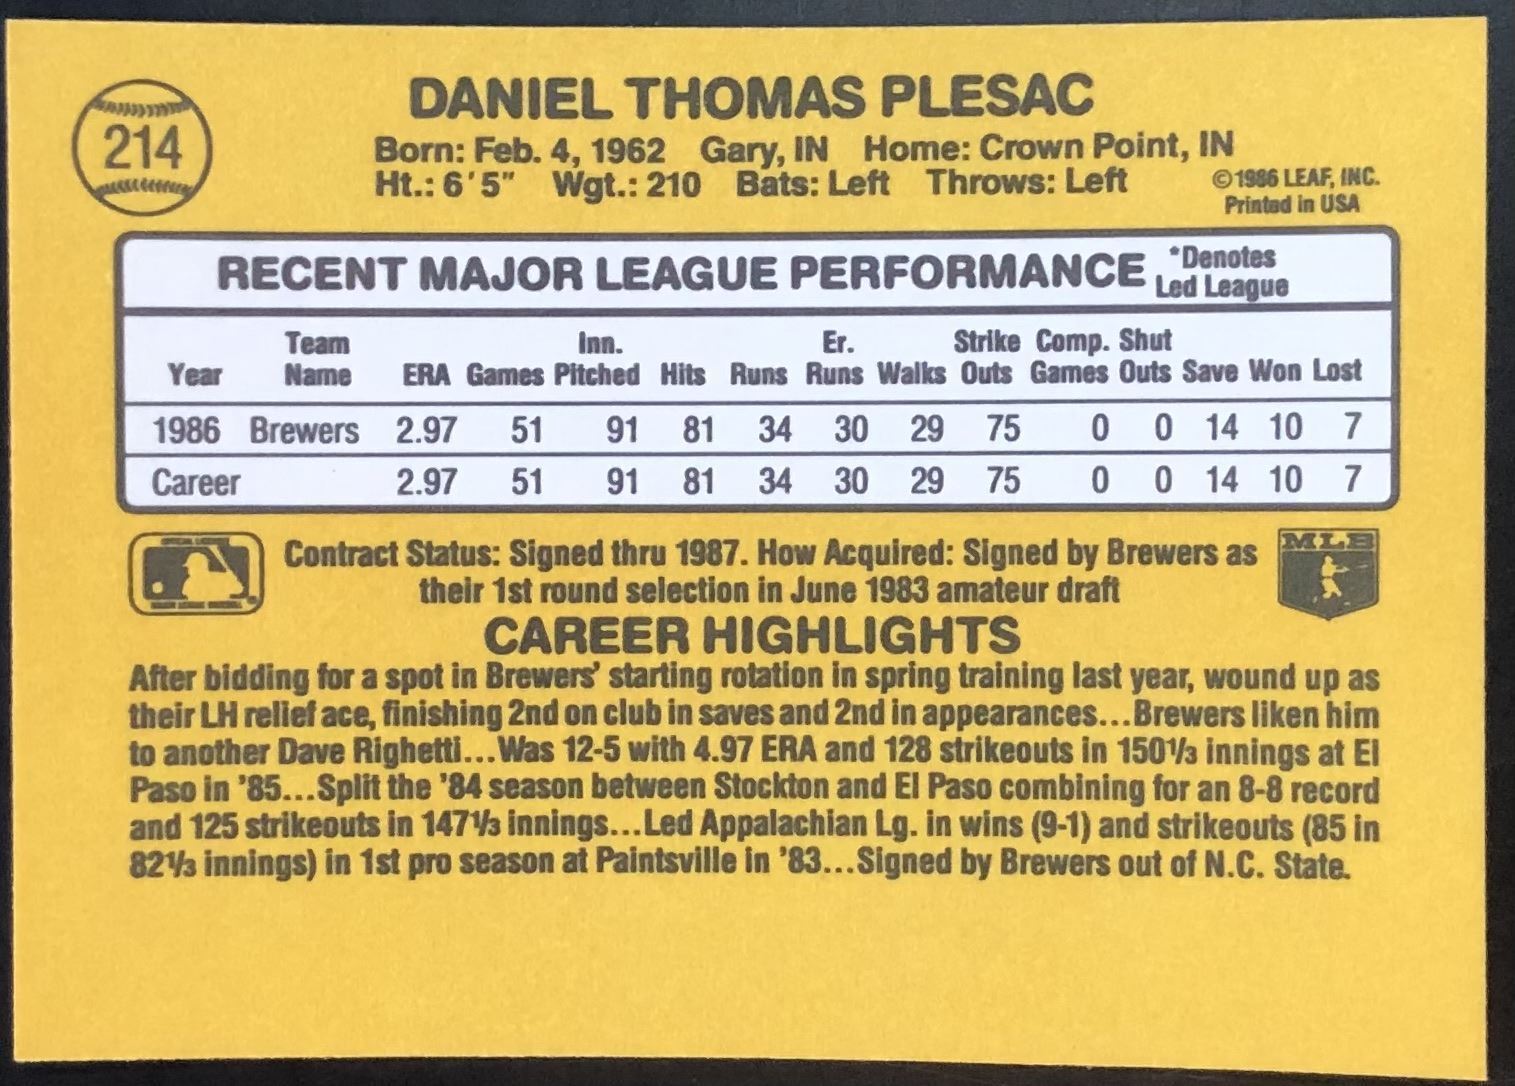 214
DANIEL THOMAS PLESAC
Born: Feb. 4, 1962 Gary, IN Home: Crown Point, IN
Ht.: 6'5" Wgt.: 210 Bats: Left Throws: Left
©1986 LEAF, INC.
Printed in USA
RECENT MAJOR LEAGUE PERFORMANCE *Denotes
Led League
Team Inn. Er. Strike Comp. Shut
Year Name ERA Games Pitched Hits Runs Runs Walks Outs Games Outs Save Won Lost
1986 Brewers 2.97 51 91 81 34 30 29 75 0 0 14 10 7
Career 2.97 51 91 81 34 30 29 75 0 0 14 10 7
Contract Status: Signed thru 1987. How Acquired: Signed by Brewers as
their 1st round selection in June 1983 amateur draft
MLB
CAREER HIGHLIGHTS
After bidding for a spot in Brewers' starting rotation in spring training last year, wound up as
their LH relief ace, finishing 2nd on club in saves and 2nd in appearances...Brewers liken him
to another Dave Righetti...Was 12-5 with 4.97 ERA and 128 strikeouts in 150⅓ innings at El
Paso in '85...Split the '84 season between Stockton and El Paso combining for an 8-8 record
and 125 strikeouts in 147⅓ innings...Led Appalachian Lg. in wins (9-1) and strikeouts (85 in
82⅓ innings) in 1st pro season at Paintsville in '83...Signed by Brewers out of N.C. State.